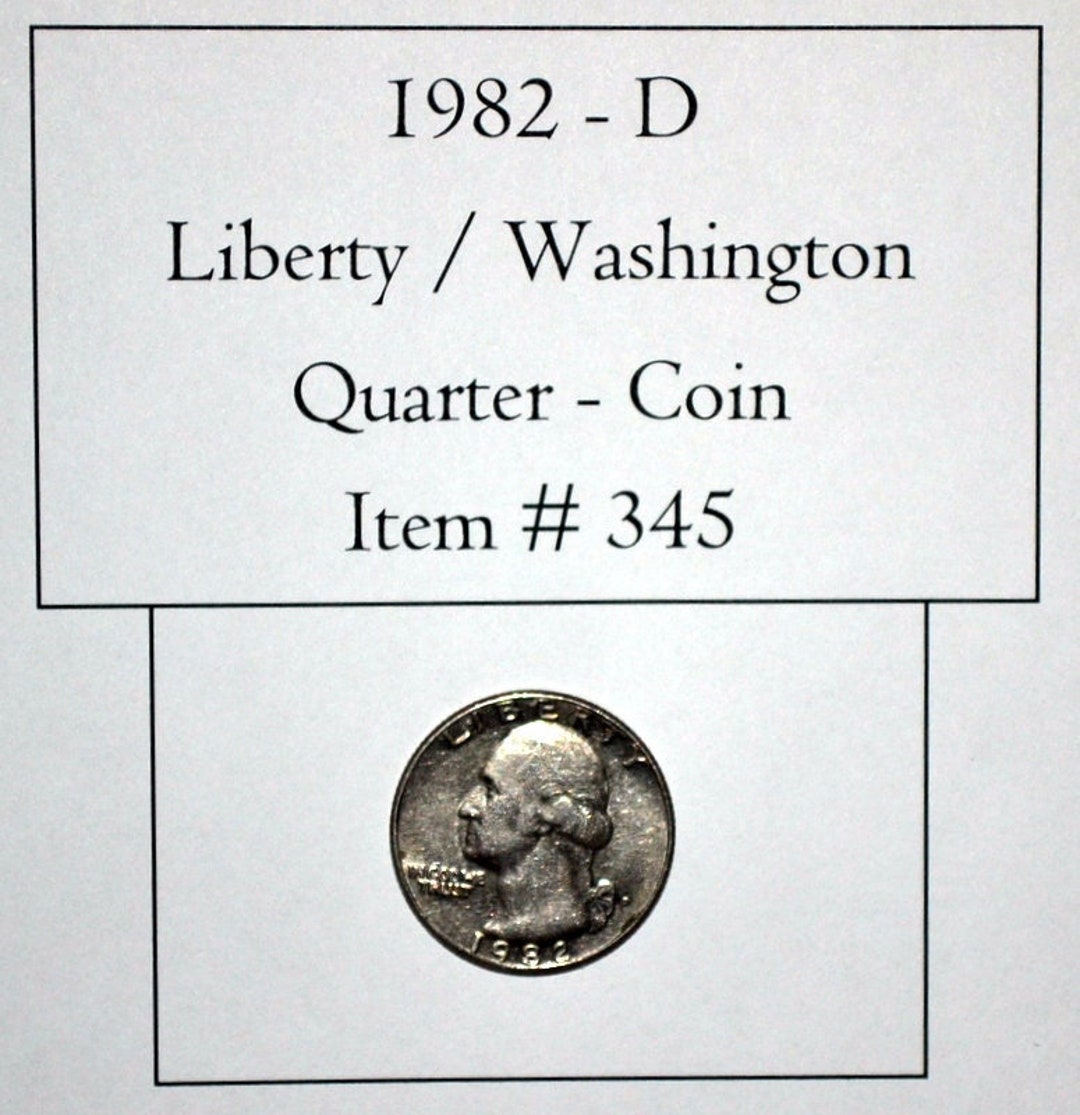 1982 - D
Liberty / Washington
Quarter - Coin
Item # 345
LIBERTY
IN GOD WE
TRUST
1982